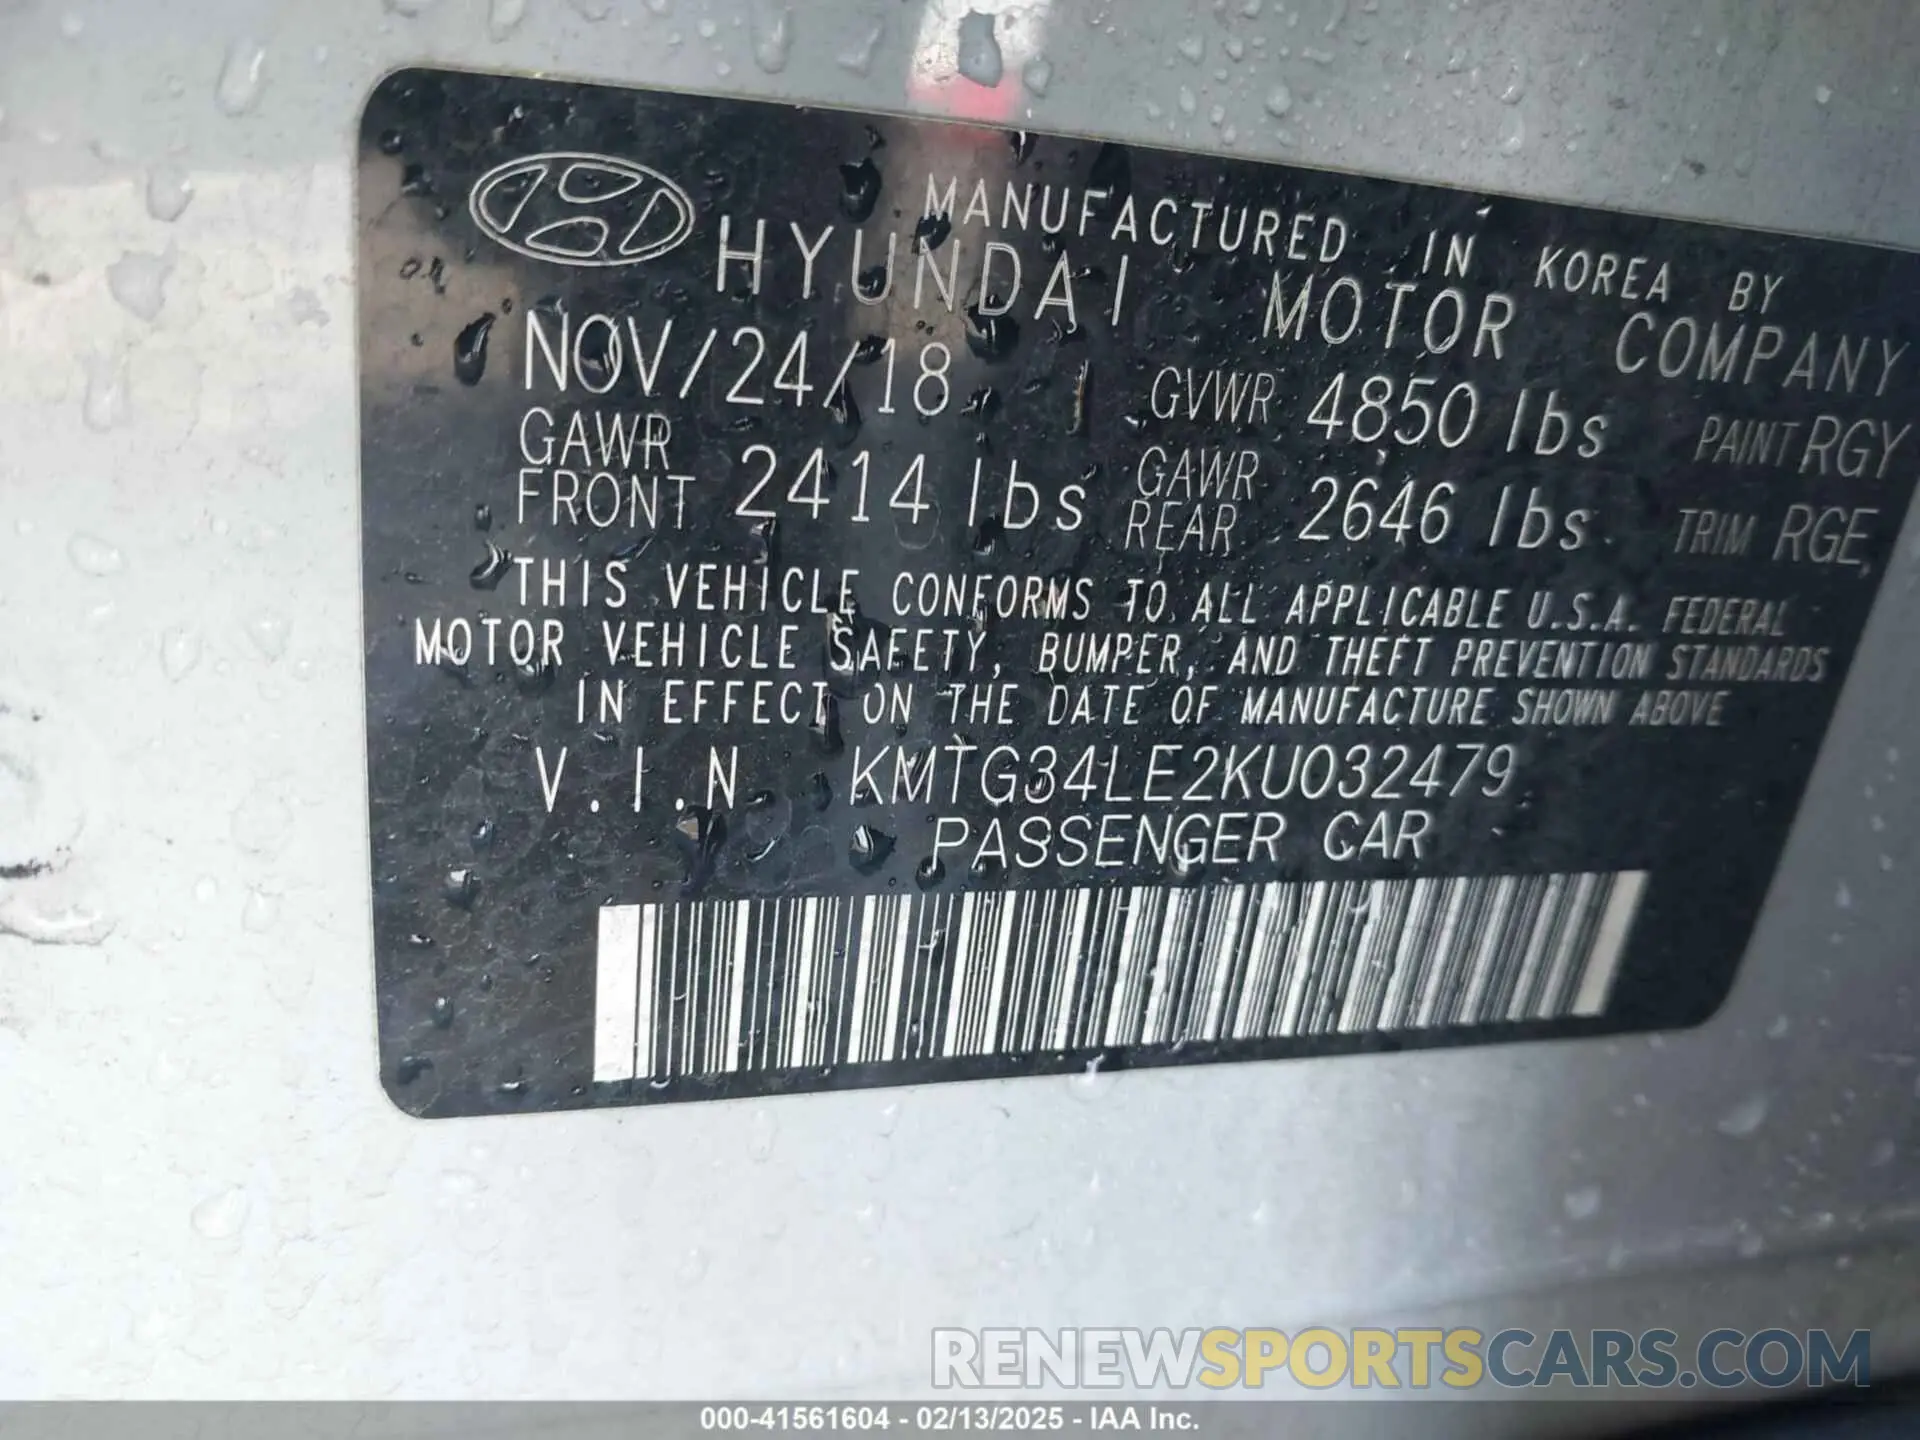 MANUFACTURED IN KOREA BY
HYUNDAI MOTOR COMPANY
NOV/24/18 GVWR 4850 lbs PAINT RGY
GAWR FRONT 2414 lbs GAWR REAR 2646 lbs TRIM RGE,
THIS VEHICLE CONFORMS TO ALL APPLICABLE U.S.A. FEDERAL
MOTOR VEHICLE SAFETY, BUMPER, AND THEFT PREVENTION STANDARDS
IN EFFECT ON THE DATE OF MANUFACTURE SHOWN ABOVE
V.I.N. KMTG34LE2KU032479
PASSENGER CAR
RENEWSPORTSCARS.COM
000-41561604 - 02/13/2025 - IAA Inc.